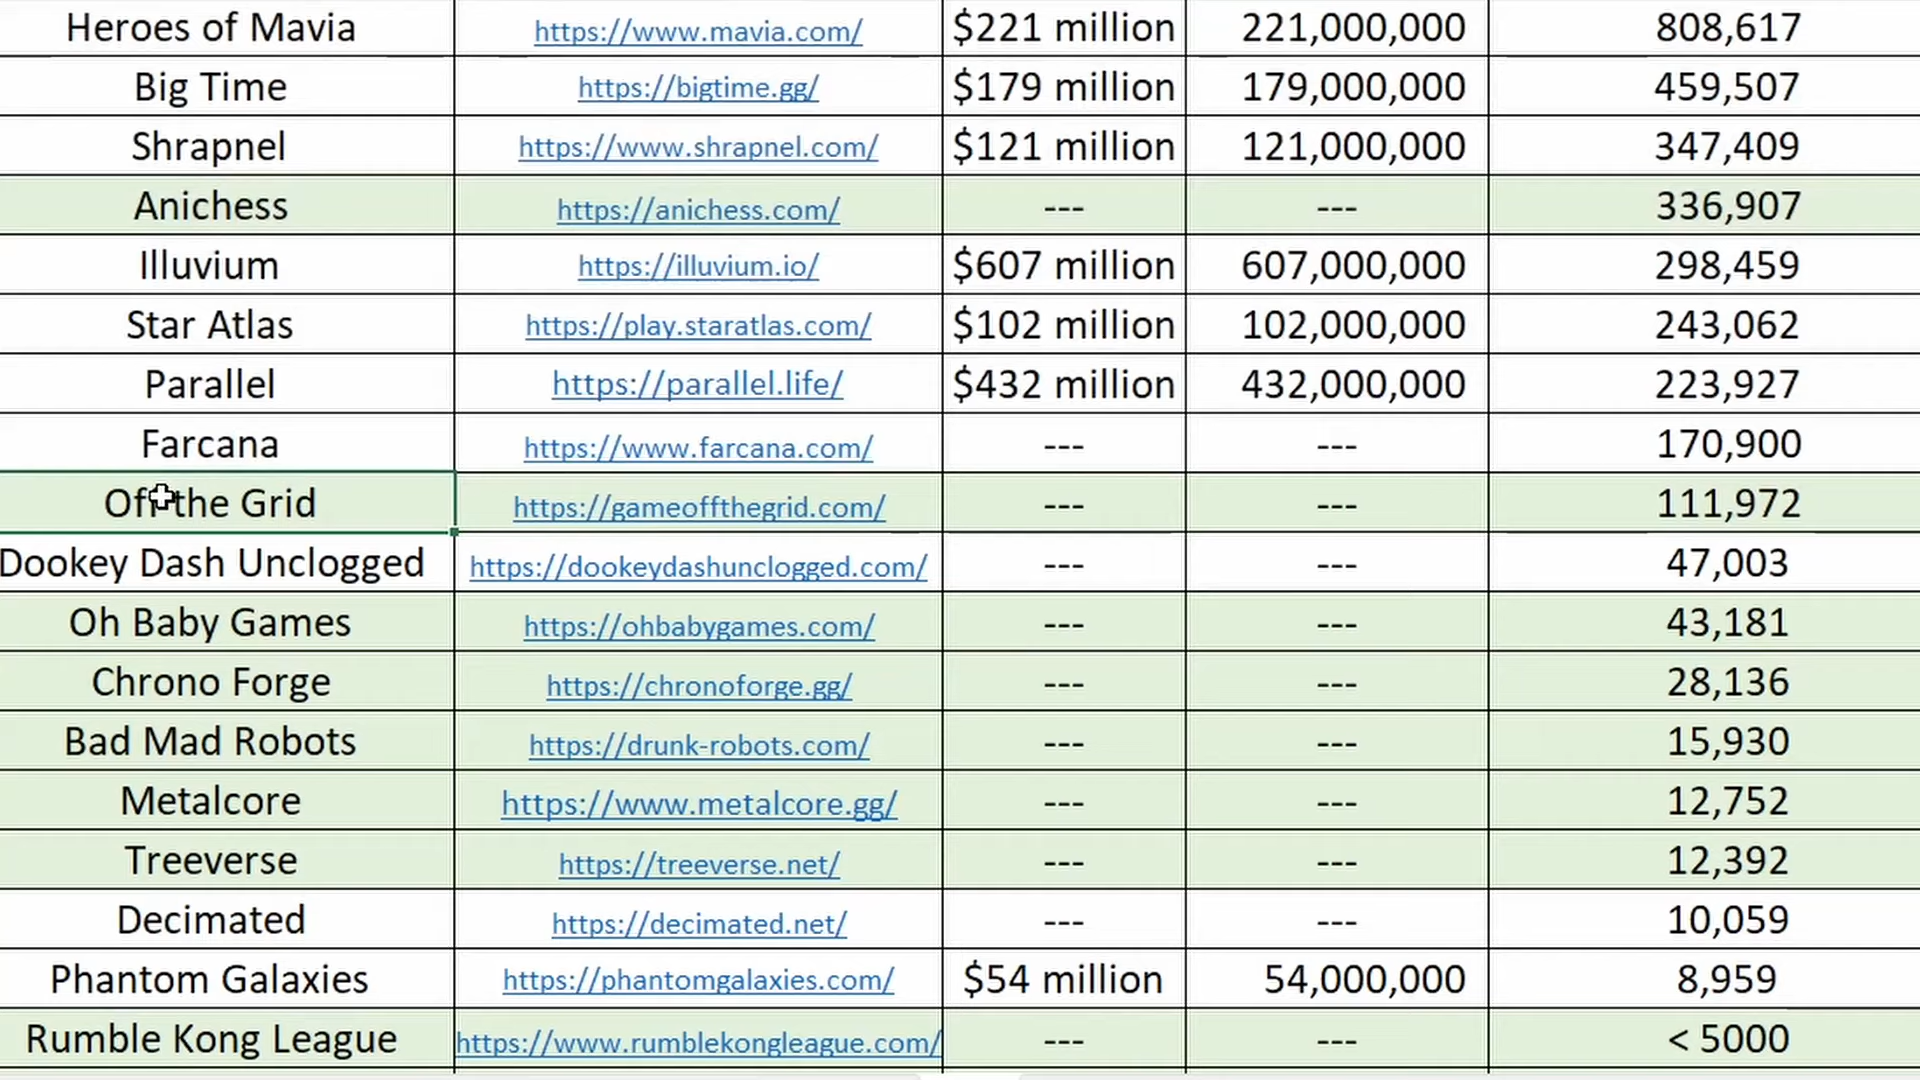 Heroes of Mavia https://www.mavia.com/ $221 million 221,000,000 808,617
Big Time https://bigtime.gg/ $179 million 179,000,000 459,507
Shrapnel https://www.shrapnel.com/ $121 million 121,000,000 347,409
Anichess https://anichess.com/ --- --- 336,907
Illuvium https://illuvium.io/ $607 million 607,000,000 298,459
Star Atlas https://play.staratlas.com/ $102 million 102,000,000 243,062
Parallel https://parallel.life/ $432 million 432,000,000 223,927
Farcana https://www.farcana.com/ --- --- 170,900
Off the Grid https://gameoffthegrid.com/ --- --- 111,972
Dookey Dash Unclogged https://dookeydashunclogged.com/ --- --- 47,003
Oh Baby Games https://ohbabygames.com/ --- --- 43,181
Chrono Forge https://chronoforge.gg/ --- --- 28,136
Bad Mad Robots https://drunk-robots.com/ --- --- 15,930
Metalcore https://www.metalcore.gg/ --- --- 12,752
Treeverse https://treeverse.net/ --- --- 12,392
Decimated https://decimated.net/ --- --- 10,059
Phantom Galaxies https://phantomgalaxies.com/ $54 million 54,000,000 8,959
Rumble Kong League https://www.rumblekongleague.com/ --- --- < 5000